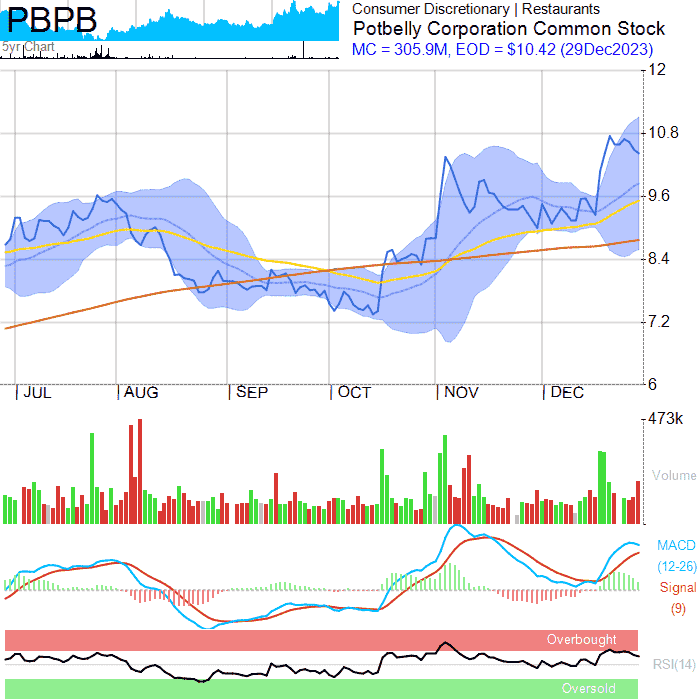 PBPB
5yr Chart
Consumer Discretionary | Restaurants
Potbelly Corporation Common Stock
MC = 305.9M, EOD = $10.42 (29Dec2023)
12
10.8
9.6
8.4
7.2
6
JUL AUG SEP OCT NOV DEC
473k
Volume
MACD
(12-26)
Signal
(9)
Overbought
RSI(14)
Oversold